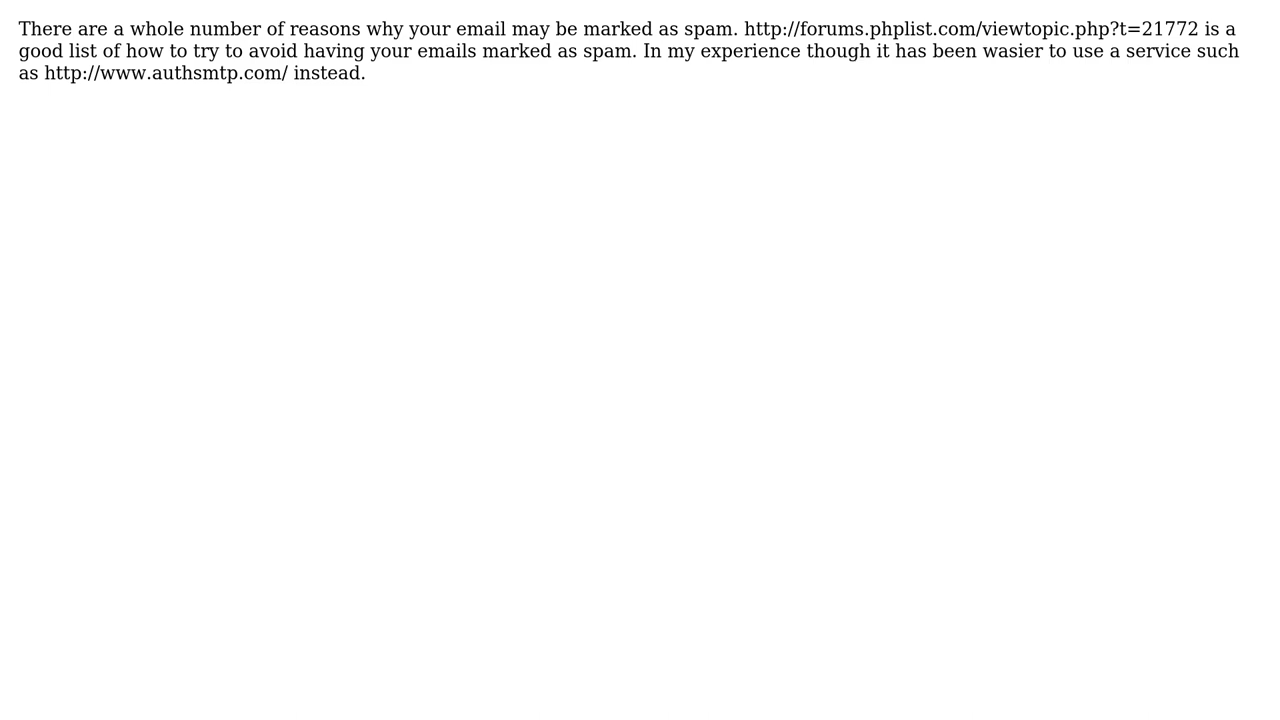 There are a whole number of reasons why your email may be marked as spam. http://forums.phplist.com/viewtopic.php?t=21772 is a
good list of how to try to avoid having your emails marked as spam. In my experience though it has been wasier to use a service such
as http://www.authsmtp.com/ instead.